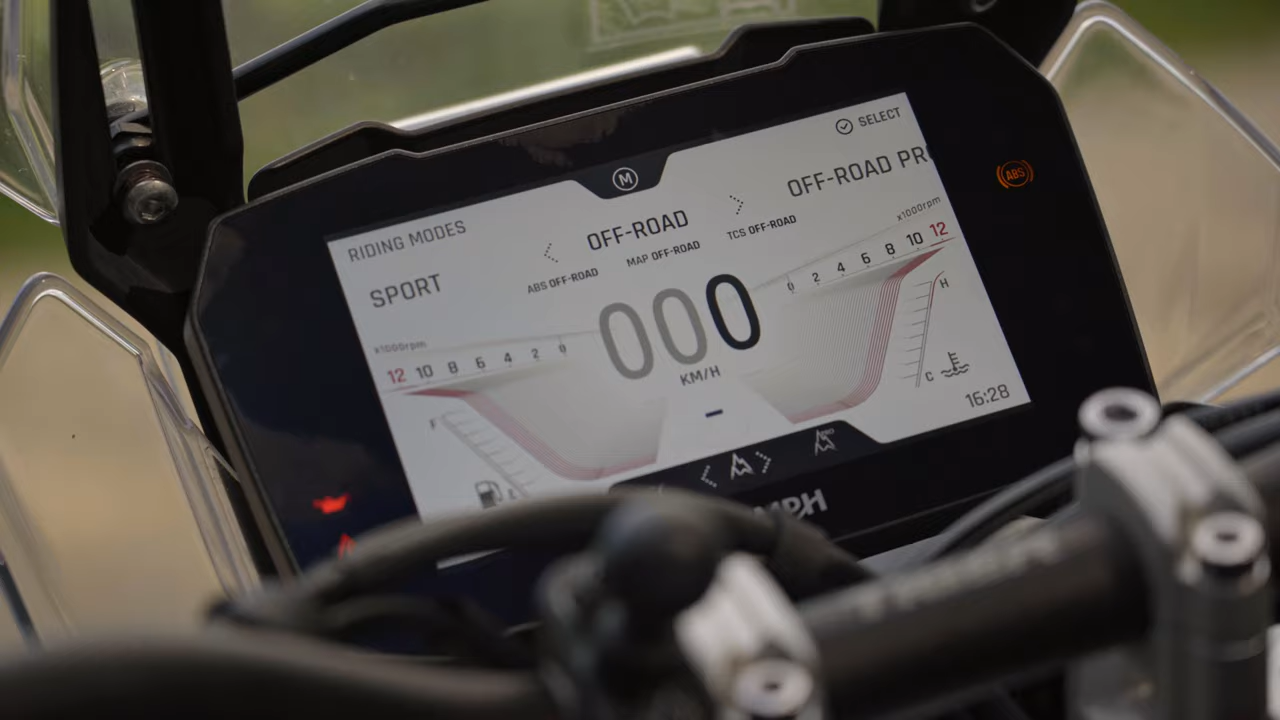 SELECT
M
OFF-ROAD PR
ABS
RIDING MODES
OFF-ROAD
ABS OFF-ROAD
MAP OFF-ROAD
TCS OFF-ROAD
SPORT
000
KM/H
-
x1000rpm
12 10 8 6 4 2 0
x1000rpm
0 2 4 6 8 10 12
F
E
H
C
16:28
PRO
MPH